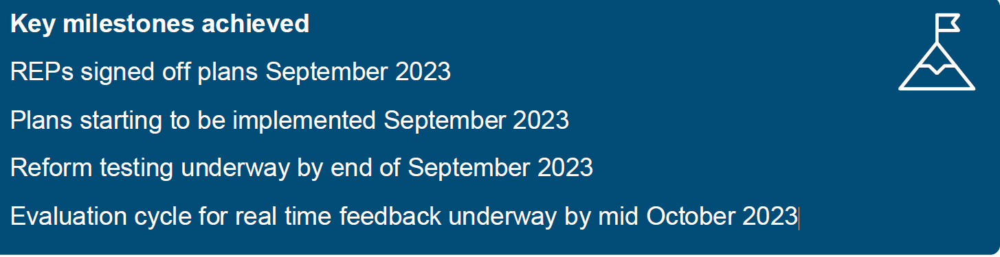 Key milestones achieved
REPs signed off plans September 2023
Plans starting to be implemented September 2023
Reform testing underway by end of September 2023
Evaluation cycle for real time feedback underway by mid October 2023